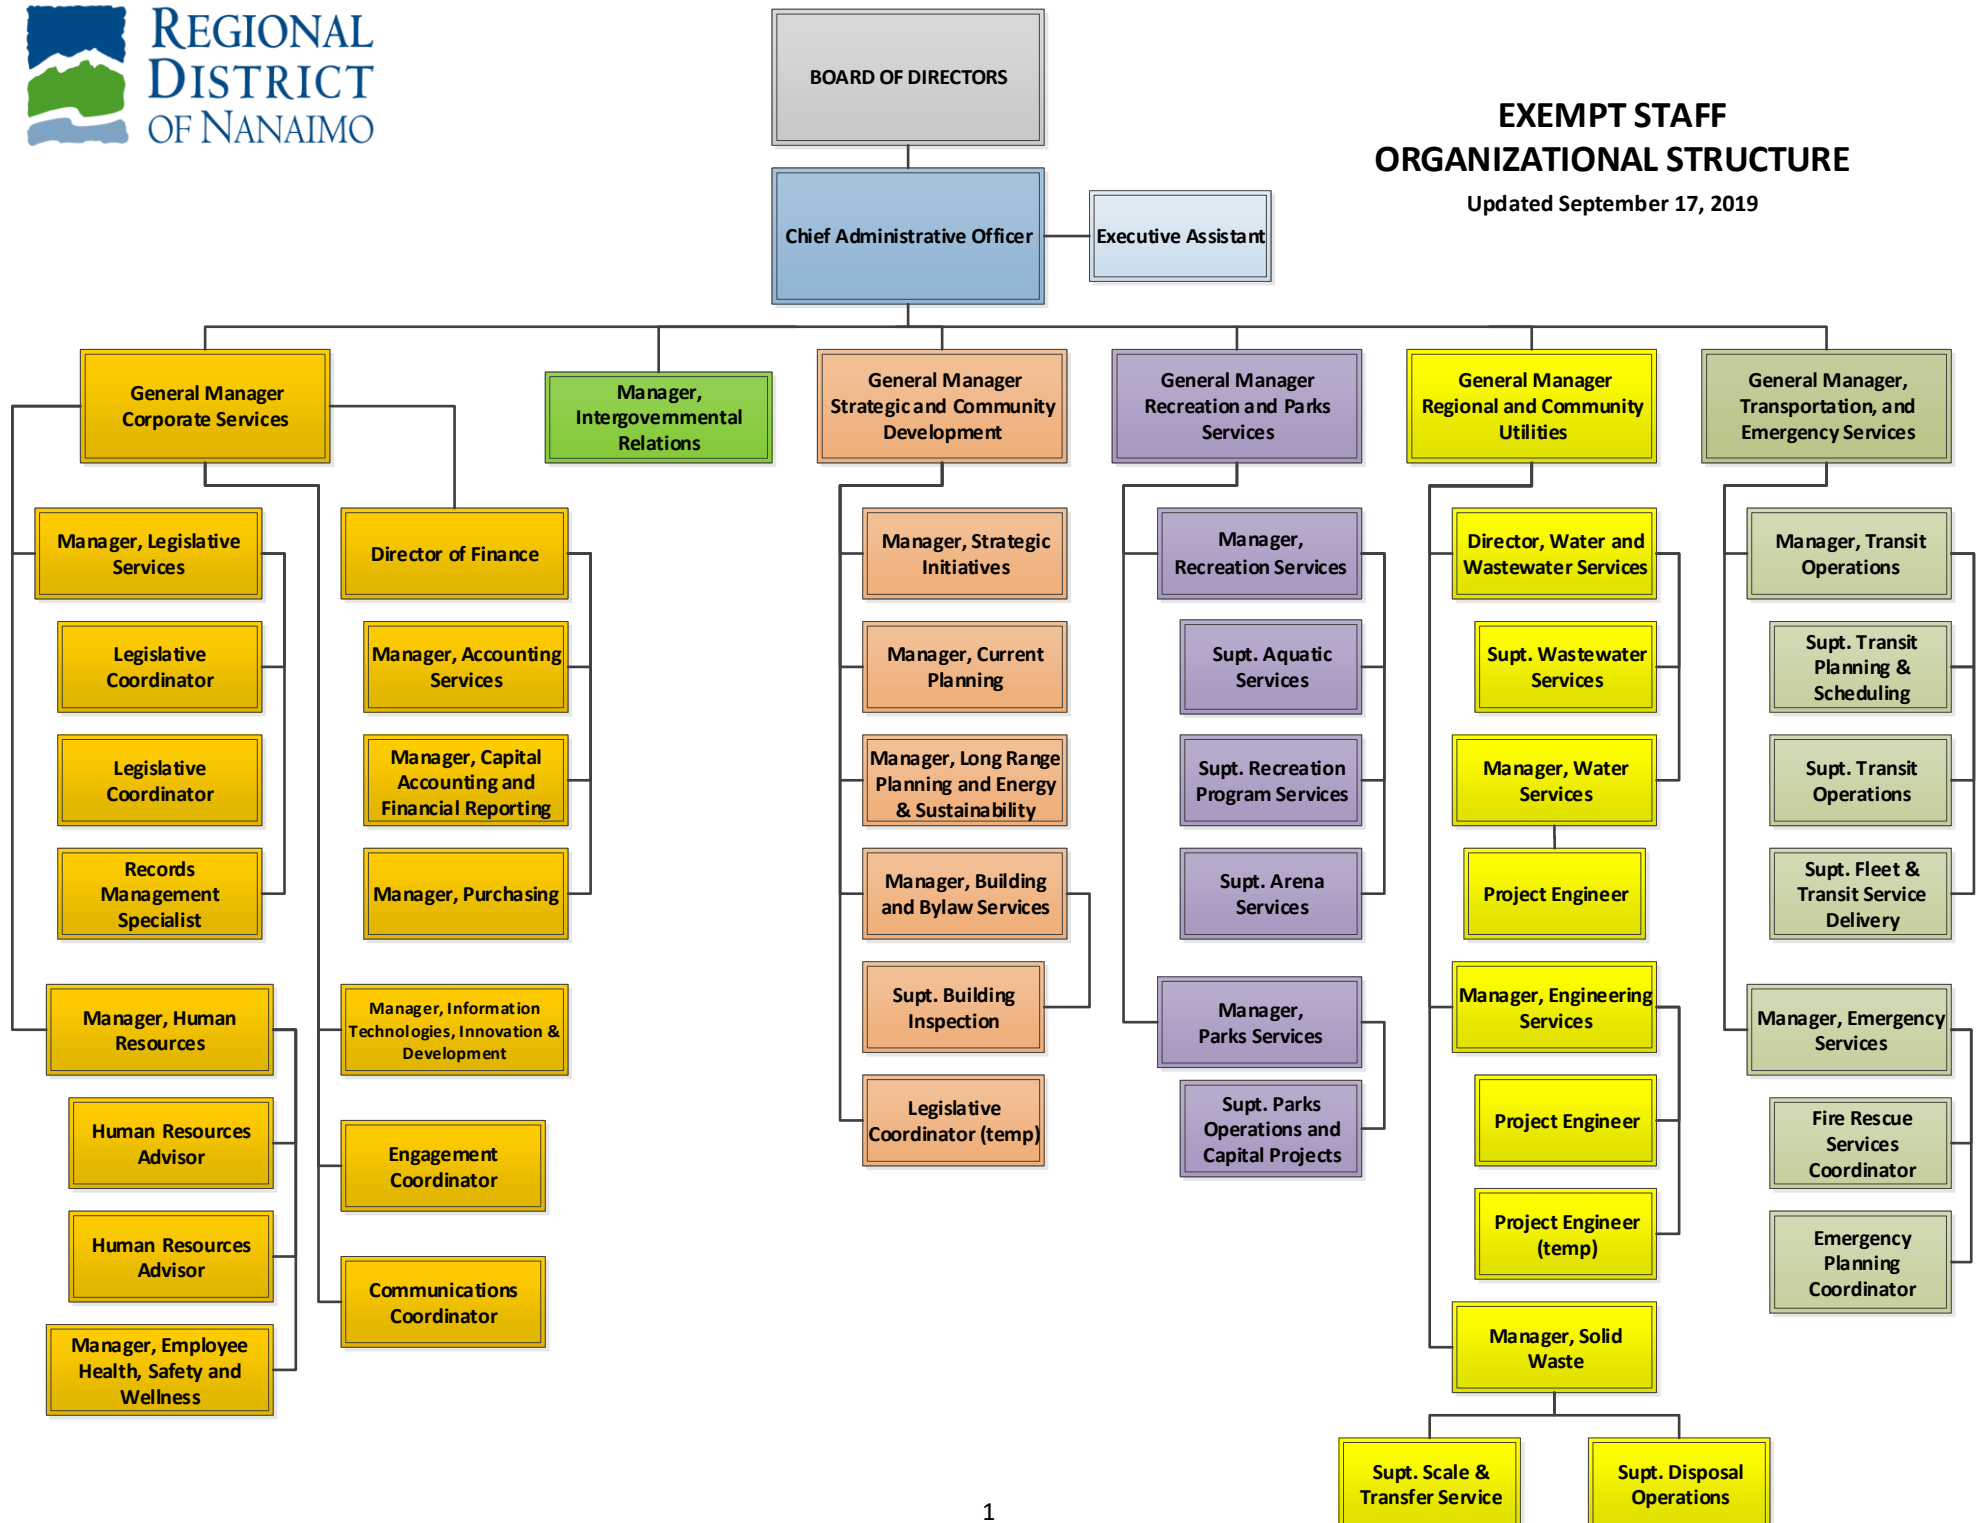 REGIONAL
DISTRICT
OF NANAIMO
BOARD OF DIRECTORS
EXEMPT STAFF
ORGANIZATIONAL STRUCTURE
Updated September 17, 2019
Chief Administrative Officer
Executive Assistant
General Manager
Corporate Services
Manager,
Intergovernmental
Relations
General Manager
Strategic and Community
Development
General Manager
Recreation and Parks
Services
General Manager
Regional and Community
Utilities
General Manager,
Transportation, and
Emergency Services
Manager, Legislative
Services
Legislative
Coordinator
Legislative
Coordinator
Records
Management
Specialist
Manager, Human
Resources
Human Resources
Advisor
Human Resources
Advisor
Manager, Employee
Health, Safety and
Wellness
Director of Finance
Manager, Accounting
Services
Manager, Capital
Accounting and
Financial Reporting
Manager, Purchasing
Manager, Information
Technologies, Innovation &
Development
Engagement
Coordinator
Communications
Coordinator
Manager, Strategic
Initiatives
Manager, Current
Planning
Manager, Long Range
Planning and Energy
& Sustainability
Manager, Building
and Bylaw Services
Supt. Building
Inspection
Legislative
Coordinator (temp)
Manager,
Recreation Services
Supt. Aquatic
Services
Supt. Recreation
Program Services
Supt. Arena
Services
Manager,
Parks Services
Supt. Parks
Operations and
Capital Projects
Director, Water and
Wastewater Services
Supt. Wastewater
Services
Manager, Water
Services
Project Engineer
Manager, Engineering
Services
Project Engineer
Project Engineer
(temp)
Manager, Solid
Waste
Supt. Scale &
Transfer Service
Supt. Disposal
Operations
Manager, Transit
Operations
Supt. Transit
Planning &
Scheduling
Supt. Transit
Operations
Supt. Fleet &
Transit Service
Delivery
Manager, Emergency
Services
Fire Rescue
Services
Coordinator
Emergency
Planning
Coordinator
1